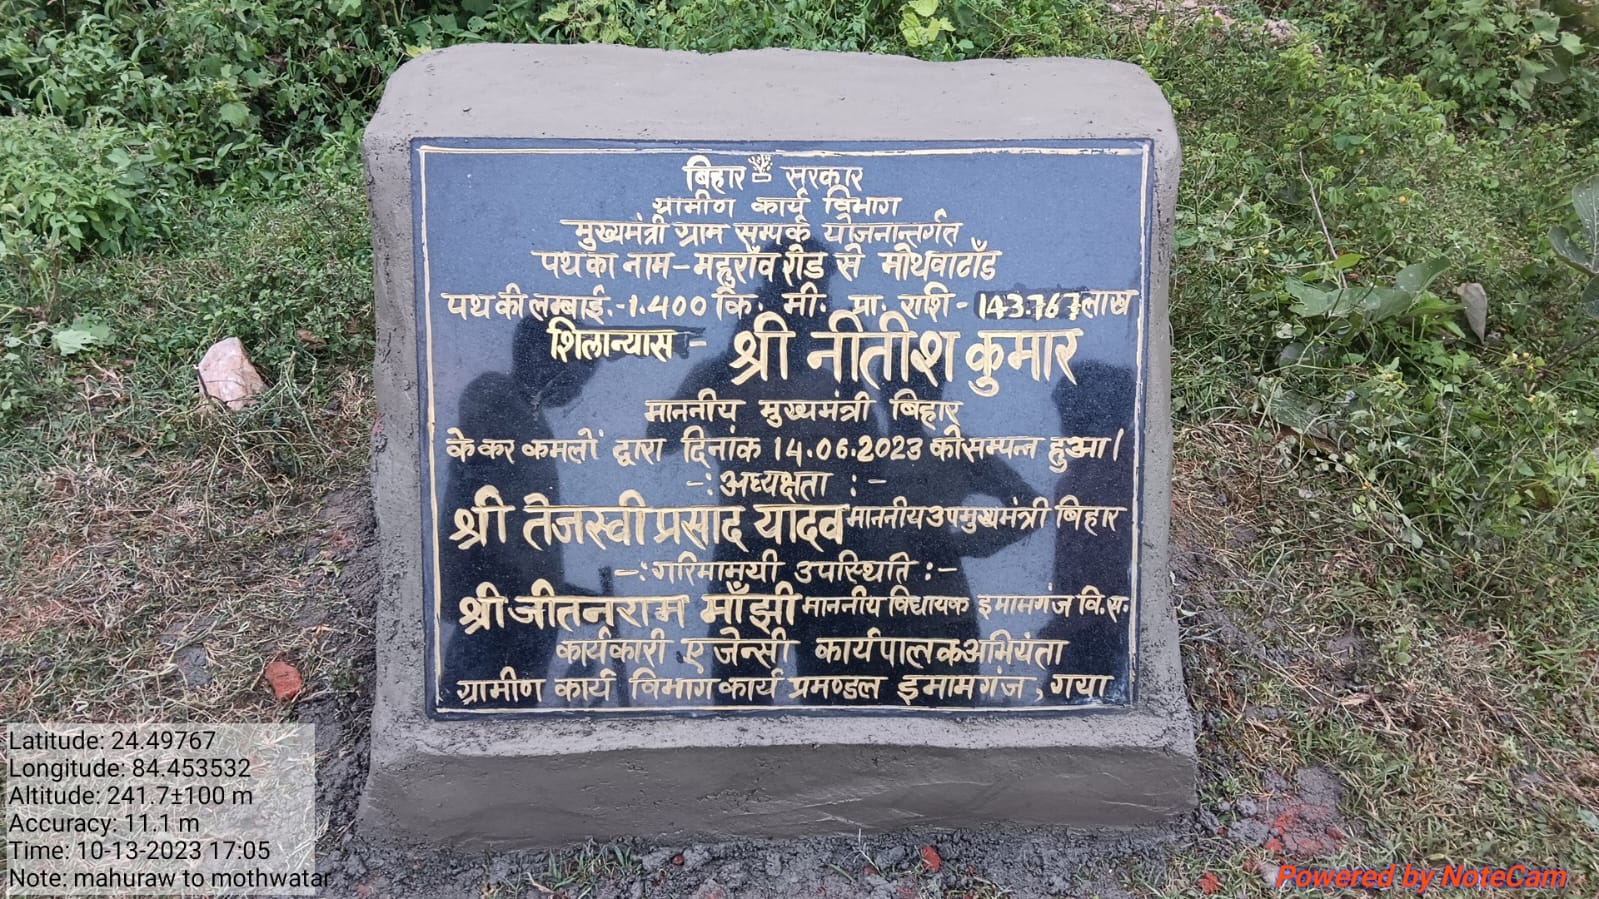 बिहार सरकार
ग्रामीण कार्य विभाग
मुख्यमंत्री ग्राम सम्पर्क योजनान्तर्गत
पथ का नाम - महुराँव रोड से मोथवाटाँड़
पथ की लम्बाई.-1.400 कि. मी. प्रा. राशि - 143.767 लाख
शिलान्यास - श्री नीतीश कुमार
माननीय मुख्यमंत्री बिहार
के कर कमलों द्वारा दिनांक 14.06.2023 को सम्पन्न हुआ।
-: अध्यक्षता :-
श्री तेजस्वी प्रसाद यादव माननीय उपमुख्यमंत्री बिहार
-: गरिमामयी उपस्थिति :-
श्री जीतनराम माँझी माननीय विधायक इमामगंज वि.स.
कार्यकारी एजेन्सी कार्यपालक अभियंता
ग्रामीण कार्य विभाग कार्य प्रमण्डल इमामगंज, गया
Latitude: 24.49767
Longitude: 84.453532
Altitude: 241.7±100 m
Accuracy: 11.1 m
Time: 10-13-2023 17:05
Note: mahuraw to mothwatar
Powered by NoteCam